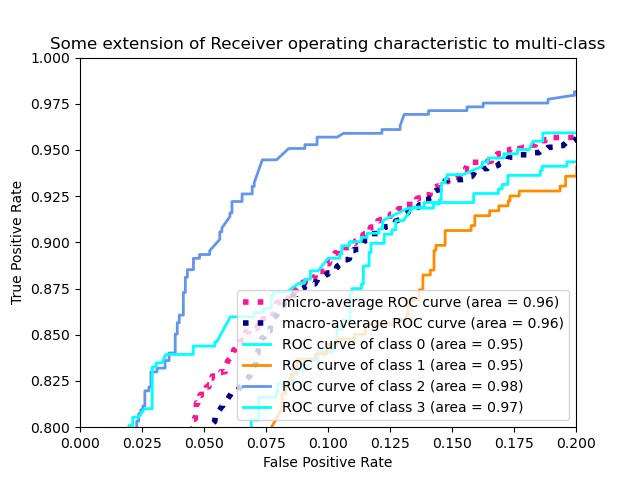 Some extension of Receiver operating characteristic to multi-class
1.000
0.975
0.950
0.925
0.900
0.875
0.850
0.825
0.800
True Positive Rate
micro-average ROC curve (area = 0.96)
macro-average ROC curve (area = 0.96)
ROC curve of class 0 (area = 0.95)
ROC curve of class 1 (area = 0.95)
ROC curve of class 2 (area = 0.98)
ROC curve of class 3 (area = 0.97)
0.000 0.025 0.050 0.075 0.100 0.125 0.150 0.175 0.200
False Positive Rate